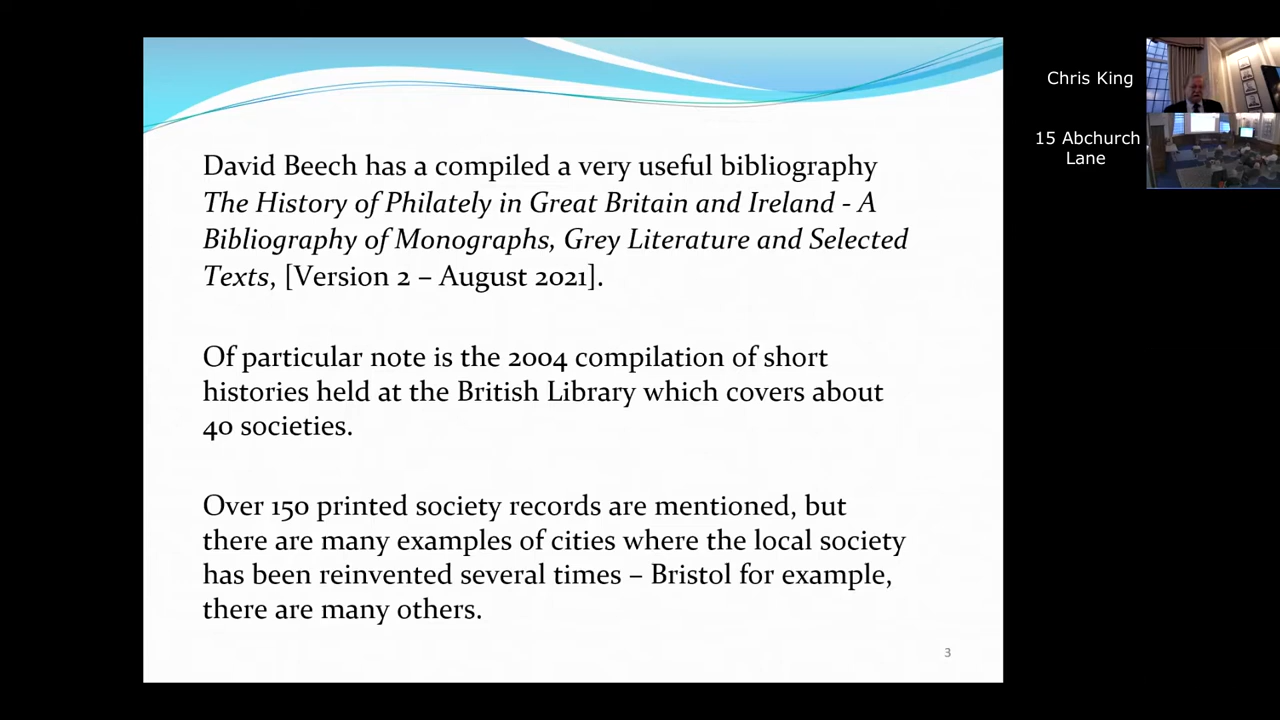 David Beech has a compiled a very useful bibliography
The History of Philately in Great Britain and Ireland - A
Bibliography of Monographs, Grey Literature and Selected
Texts, [Version 2 – August 2021].
Of particular note is the 2004 compilation of short
histories held at the British Library which covers about
40 societies.
Over 150 printed society records are mentioned, but
there are many examples of cities where the local society
has been reinvented several times – Bristol for example,
there are many others.
3
Chris King
15 Abchurch
Lane